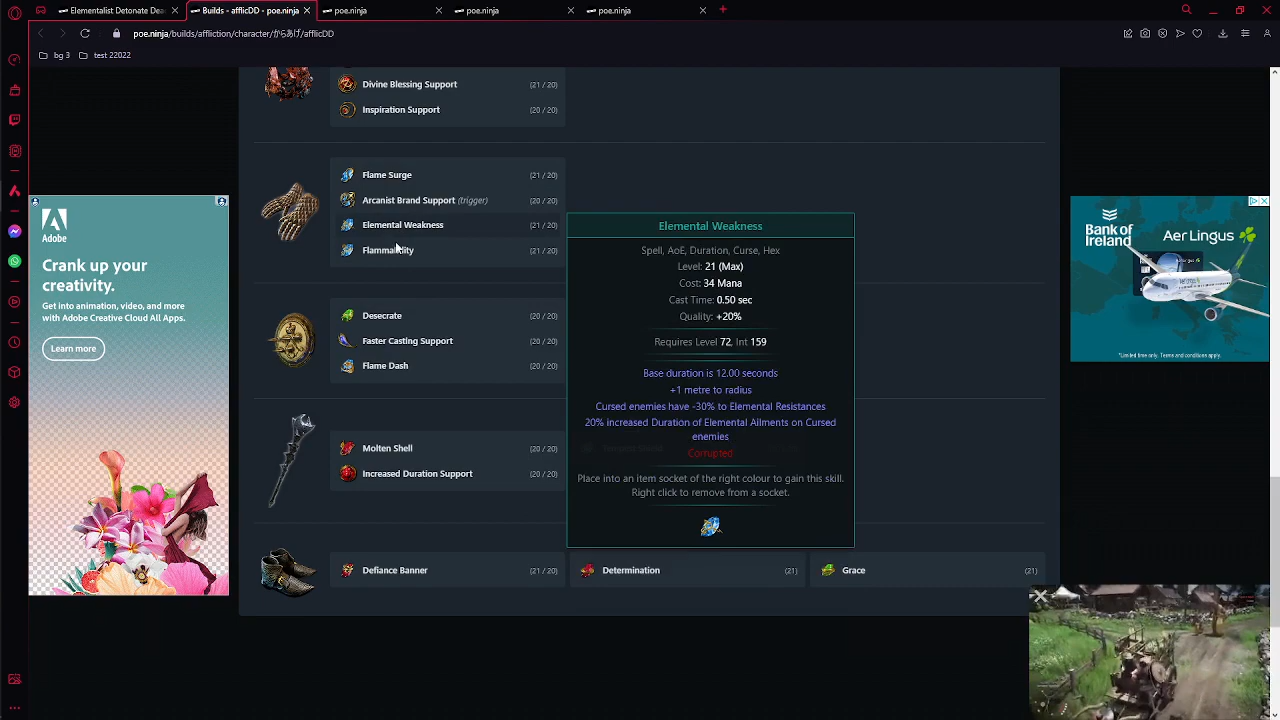 Elementalist Detonate Dea
Builds - afflicDD - poe.ninja
poe.ninja
poe.ninja
poe.ninja
poe.ninja/builds/affliction/character/からあげ/afflicDD
bg 3
test 22022
Divine Blessing Support (21 / 20)
Inspiration Support (20 / 20)
Flame Surge (21 / 20)
Arcanist Brand Support (trigger) (20 / 20)
Elemental Weakness (21 / 20)
Flammability (21 / 20)
Desecrate (20 / 20)
Faster Casting Support (20 / 20)
Flame Dash (20 / 20)
Molten Shell (20 / 20)
Increased Duration Support (20 / 20)
Defiance Banner (21 / 20)
Determination (21)
Grace (21)
Elemental Weakness
Spell, AoE, Duration, Curse, Hex
Level: 21 (Max)
Cost: 34 Mana
Cast Time: 0.50 sec
Quality: +20%
Requires Level 72, Int 159
Base duration is 12.00 seconds
+1 metre to radius
Cursed enemies have -30% to Elemental Resistances
20% increased Duration of Elemental Ailments on Cursed
enemies
Corrupted
Place into an item socket of the right colour to gain this skill.
Right click to remove from a socket.
Adobe
Crank up your
creativity.
Get into animation, video, and more
with Adobe Creative Cloud All Apps.
Learn more
Bank of
Ireland
Aer Lingus
*Limited time only. Terms and conditions apply.